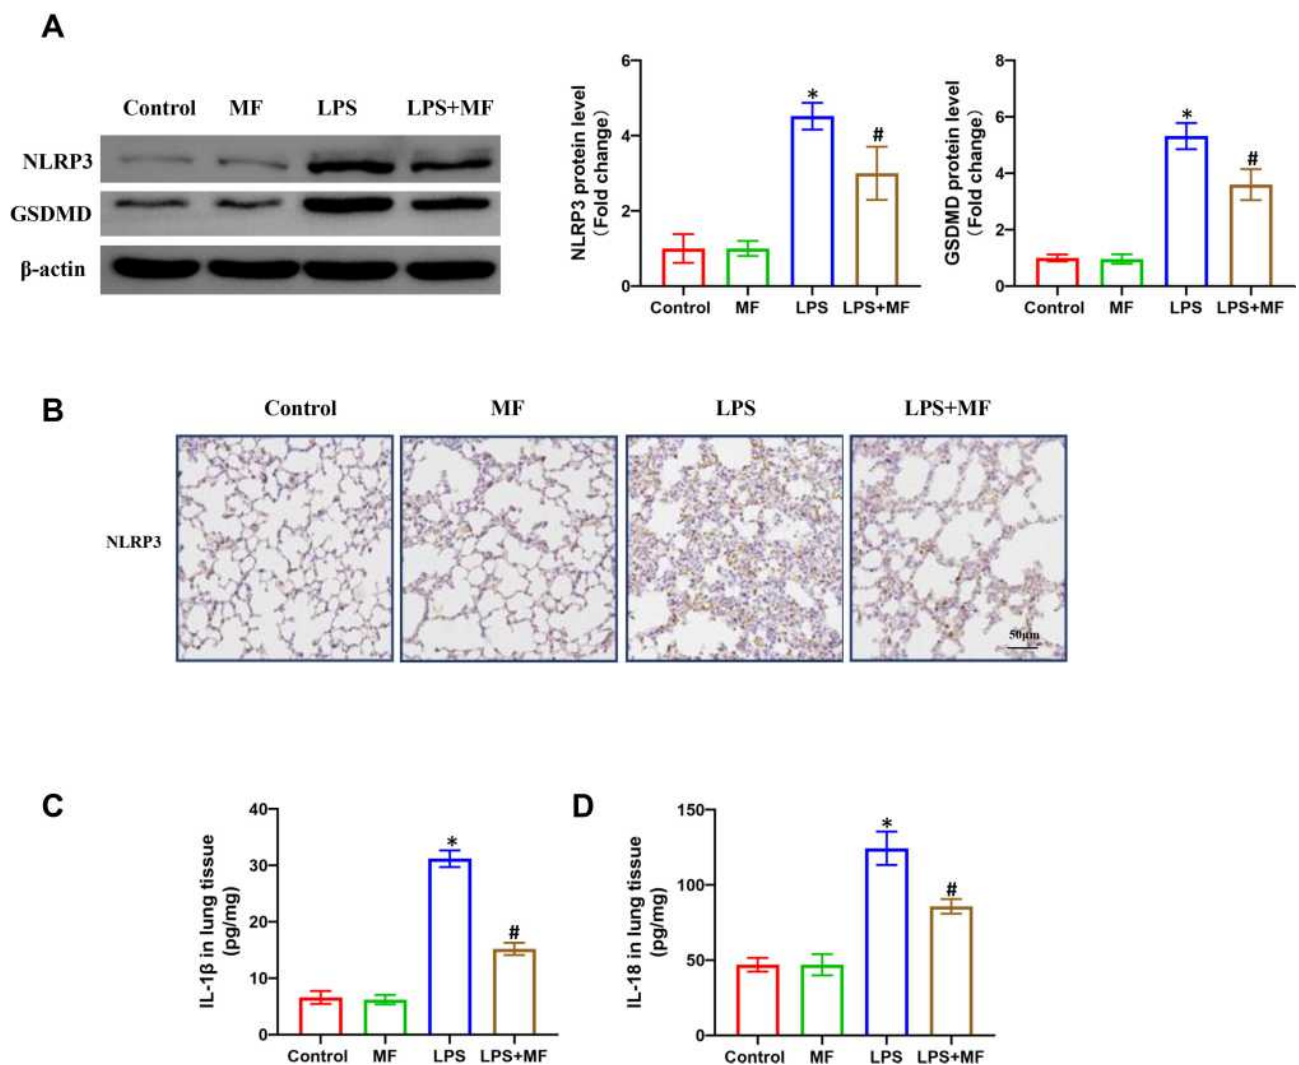 A
Control MF LPS LPS+MF
NLRP3
GSDMD
β-actin
NLRP3 protein level
(Fold change)
6
4
2
0
*
#
Control MF LPS LPS+MF
GSDMD protein level
(Fold change)
8
6
4
2
0
*
#
Control MF LPS LPS+MF
B
Control MF LPS LPS+MF
NLRP3
50μm
C
IL-1β in lung tissue
(pg/mg)
40
30
20
10
0
*
#
Control MF LPS LPS+MF
D
IL-18 in lung tissue
(pg/mg)
150
100
50
0
*
#
Control MF LPS LPS+MF